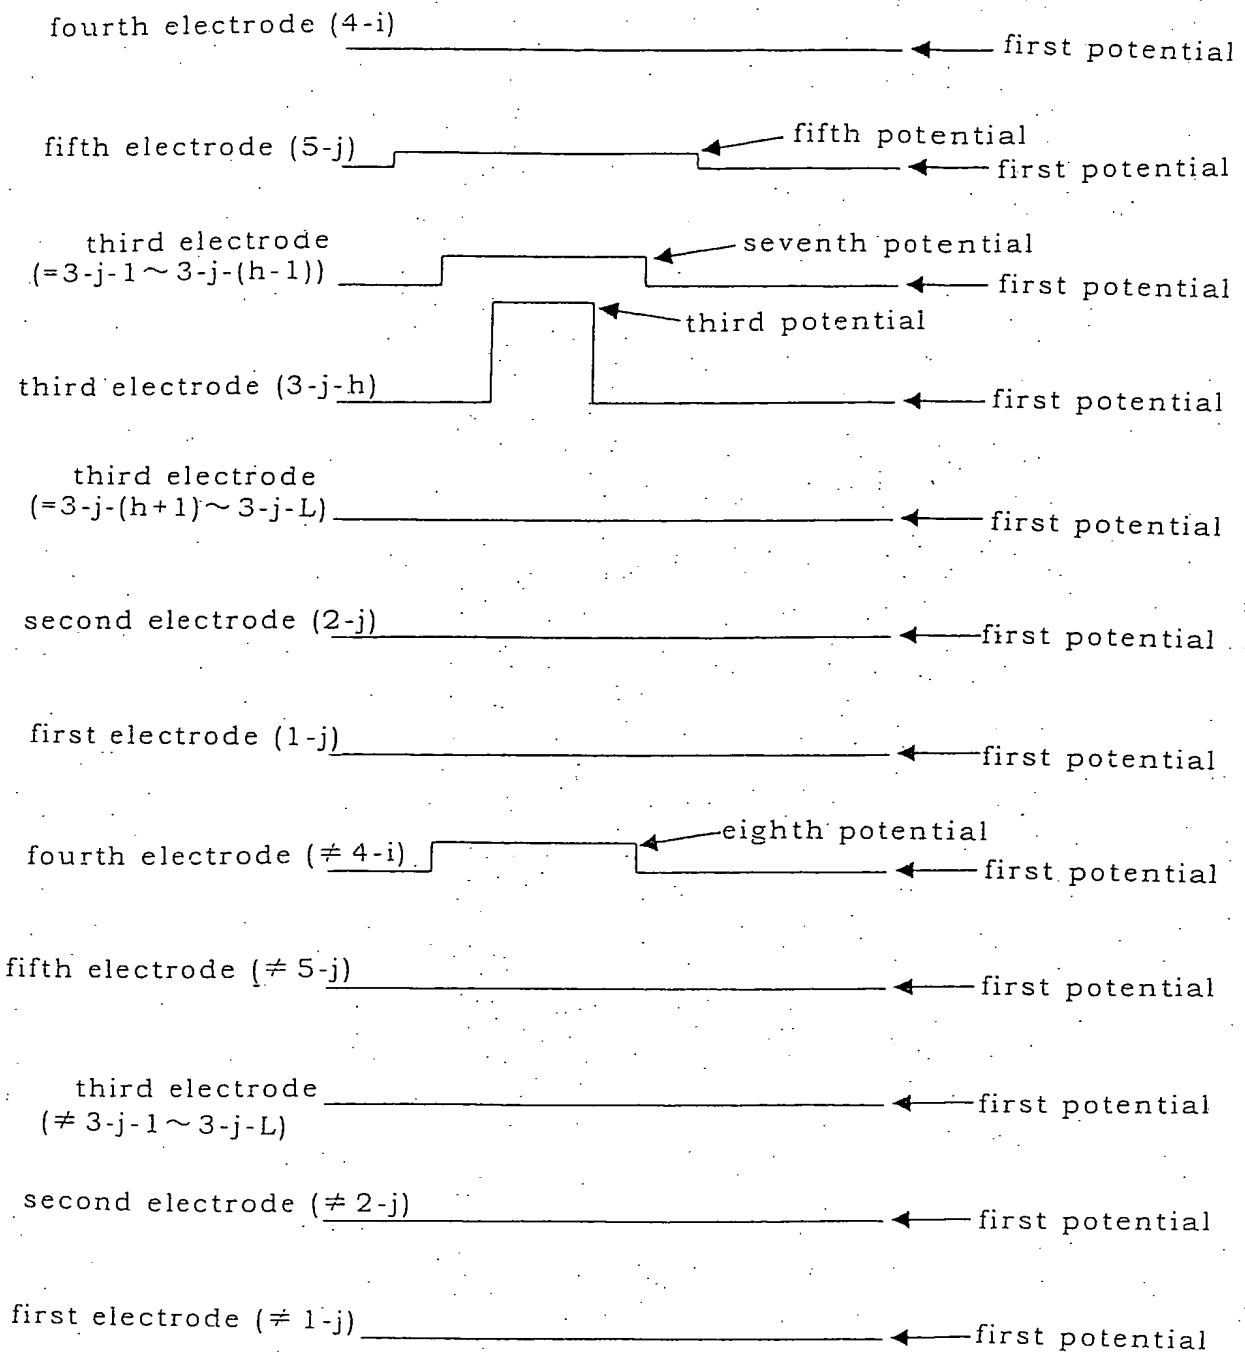 fourth electrode (4-i)
first potential
fifth electrode (5-j)
fifth potential
first potential
third electrode
(=3-j-1~3-j-(h-1))
seventh potential
first potential
third potential
third electrode (3-j-h)
first potential
third electrode
(=3-j-(h+1)~3-j-L)
first potential
second electrode (2-j)
first potential
first electrode (1-j)
first potential
eighth potential
fourth electrode (≠ 4-i)
first potential
fifth electrode (≠ 5-j)
first potential
third electrode
(≠ 3-j-1~3-j-L)
first potential
second electrode (≠ 2-j)
first potential
first electrode (≠ 1-j)
first potential